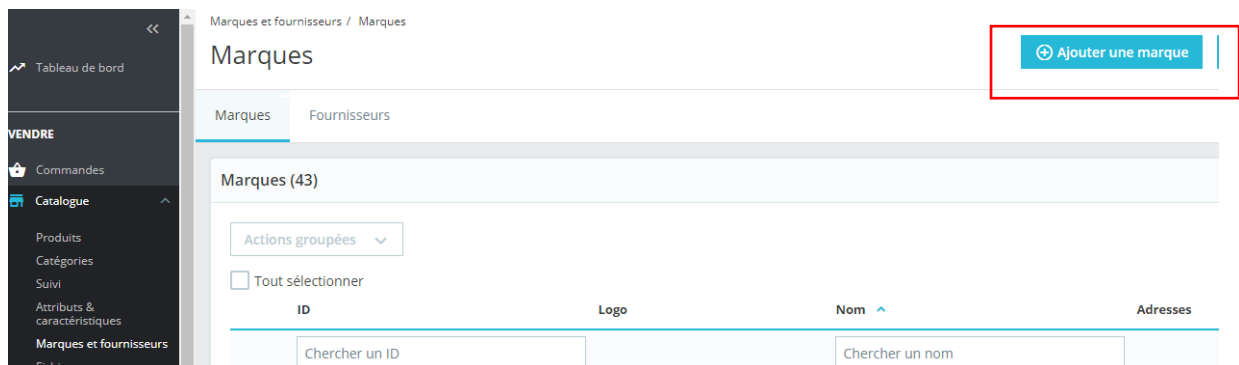 Tableau de bord
VENDRE
Commandes
Catalogue
Produits
Catégories
Suivi
Attributs &
caractéristiques
Marques et fournisseurs
Marques et fournisseurs / Marques
Marques
Ajouter une marque
Marques Fournisseurs
Marques (43)
Actions groupées
Tout sélectionner
ID Logo Nom Adresses
Chercher un ID Chercher un nom